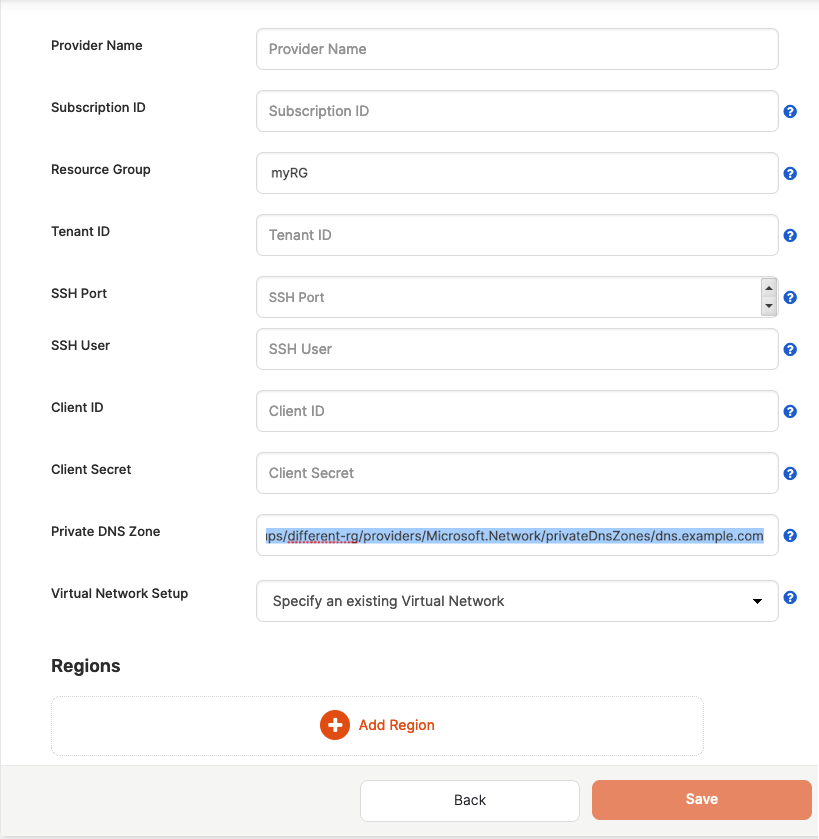 Provider Name
Provider Name
Subscription ID
Subscription ID
Resource Group
myRG
Tenant ID
Tenant ID
SSH Port
SSH Port
SSH User
SSH User
Client ID
Client ID
Client Secret
Client Secret
Private DNS Zone
ups/different-rg/providers/Microsoft.Network/privateDnsZones/dns.example.com
Virtual Network Setup
Specify an existing Virtual Network
Regions
Add Region
Back
Save